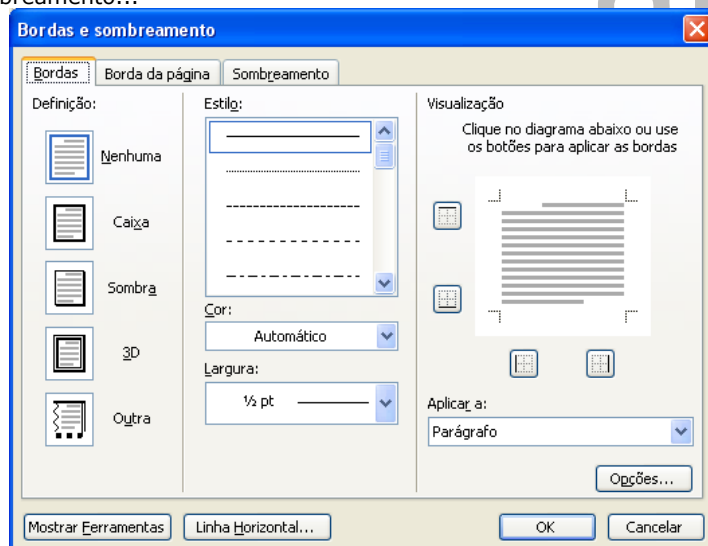 breamento...
Bordas e sombreamento
Bordas Borda da página Sombreamento
Definição:
Nenhuma
Caixa
Sombra
3D
Outra
Estilo:
Cor:
Automático
Largura:
½ pt
Visualização
Clique no diagrama abaixo ou use
os botões para aplicar as bordas
Aplicar a:
Parágrafo
Opções...
Mostrar Ferramentas Linha Horizontal... OK Cancelar